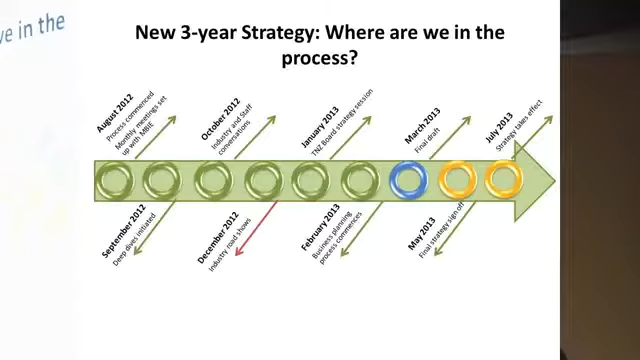 ve in the
New 3-year Strategy: Where are we in the
process?
August 2012
Process commenced
Monthly meetings set
up with MBIE
October 2012
Industry and Staff
conversations
January 2013
TNZ Board strategy session
March 2013
Final draft
July 2013
Strategy takes effect
September 2012
Deep dives initiated
December 2012
Industry road shows
February 2013
Business planning
process commences
May 2013
Final strategy sign off